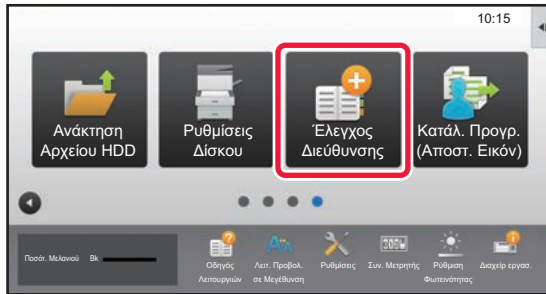 10:15
Ανάκτηση
Αρχείου HDD
Ρυθμίσεις
Δίσκου
Έλεγχος
Διεύθυνσης
Κατάλ. Προγρ.
(Αποστ. Εικόν)
Ποσότ. Μελανιού Bk
Οδηγός
Λειτουργιών
Λειτ. Προβολ.
σε Μεγέθυνση
Ρυθμίσεις
Συν. Μετρητής
Ρύθμιση
Φωτεινότητας
Διαχείρ εργασ.